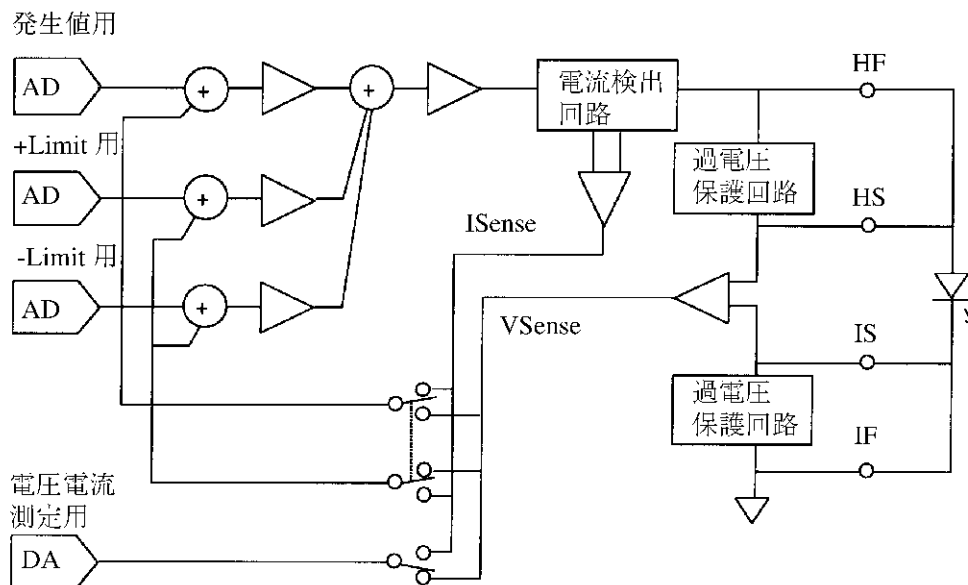 発生値用
AD
+
+
電流検出
回路
HF
+Limit 用
AD
+
過電圧
保護回路
HS
ISense
-Limit 用
AD
+
VSense
IS
過電圧
保護回路
IF
電圧電流
測定用
DA